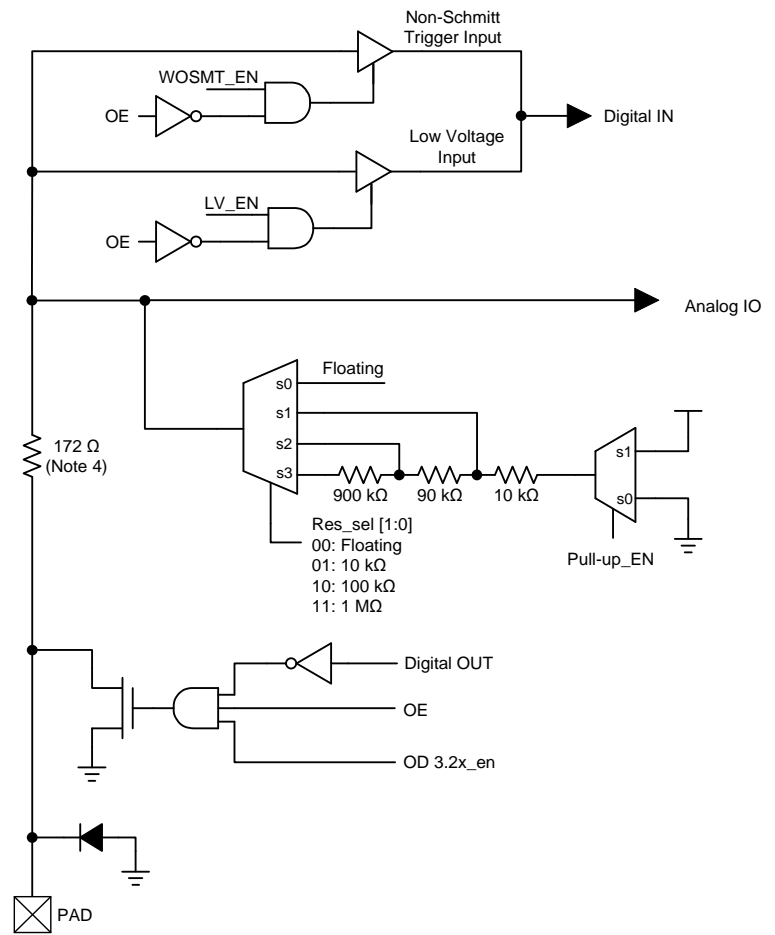 Non-Schmitt
Trigger Input
WOSMT_EN
OE
Digital IN
Low Voltage
Input
LV_EN
OE
Analog IO
Floating
s0
s1
s2
s3
172 Ω
(Note 4)
900 kΩ
90 kΩ
10 kΩ
s1
s0
Pull-up_EN
Res_sel [1:0]
00: Floating
01: 10 kΩ
10: 100 kΩ
11: 1 MΩ
Digital OUT
OE
OD 3.2x_en
PAD